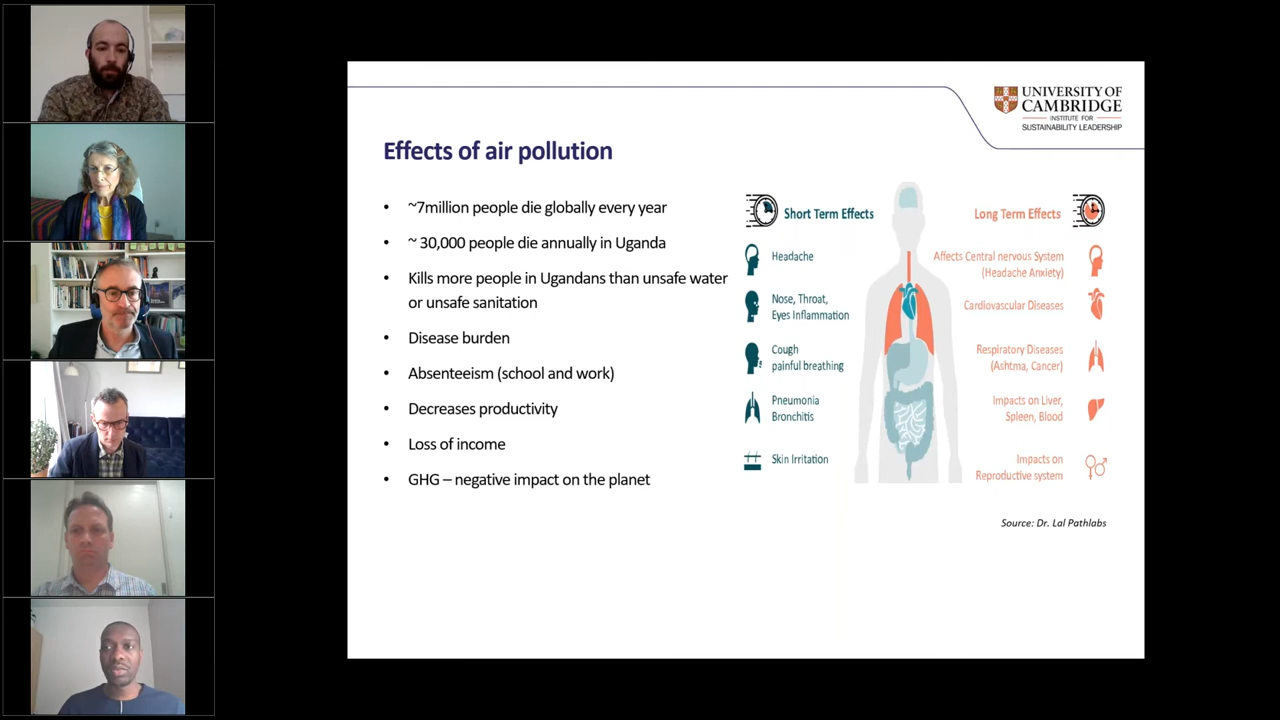 UNIVERSITY OF
CAMBRIDGE
INSTITUTE FOR
SUSTAINABILITY LEADERSHIP
Effects of air pollution
• ~7million people die globally every year
• ~ 30,000 people die annually in Uganda
• Kills more people in Ugandans than unsafe water
or unsafe sanitation
• Disease burden
• Absenteeism (school and work)
• Decreases productivity
• Loss of income
• GHG – negative impact on the planet
Short Term Effects
Headache
Nose, Throat,
Eyes Inflammation
Cough
painful breathing
Pneumonia
Bronchitis
Skin Irritation
Long Term Effects
Affects Central nervous System
(Headache Anxiety)
Cardiovascular Diseases
Respiratory Diseases
(Ashtma, Cancer)
Impacts on Liver,
Spleen, Blood
Impacts on
Reproductive system
Source: Dr. Lal Pathlabs